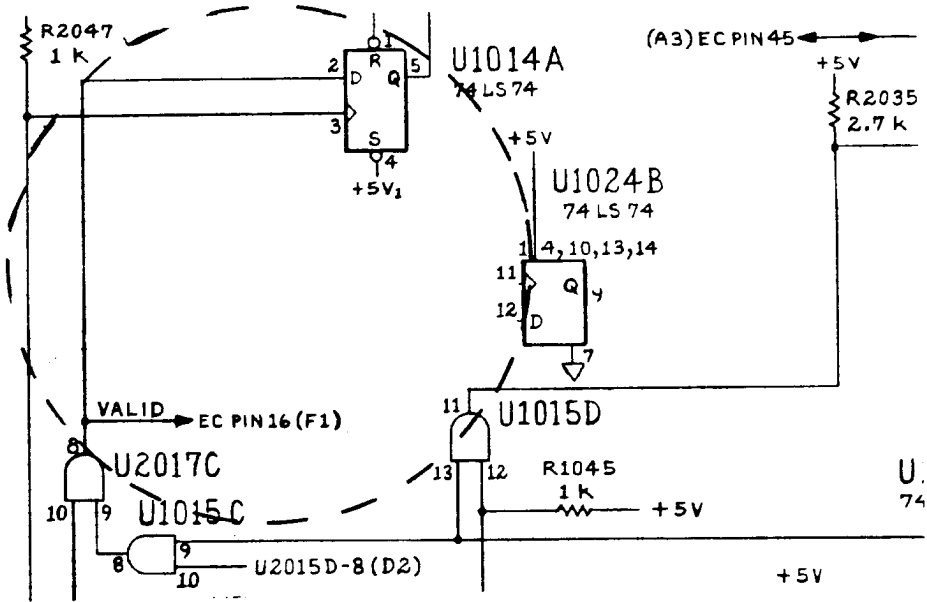 R2047
1 k
1
R
2
D
Q
5
3
S
4
+5V1
U1014A
74LS74
(A3) EC PIN 45
+5V
R2035
2.7 k
+5V
U1024B
74 LS 74
1 4, 10, 13, 14
11
Q
12
D
7
VALID
EC PIN 16 (F1)
11
U1015D
8
U2017C
13
12
R1045
1 k
+5V
U1015C
10
9
8
9
10
U2015D-8 (D2)
74
+5V